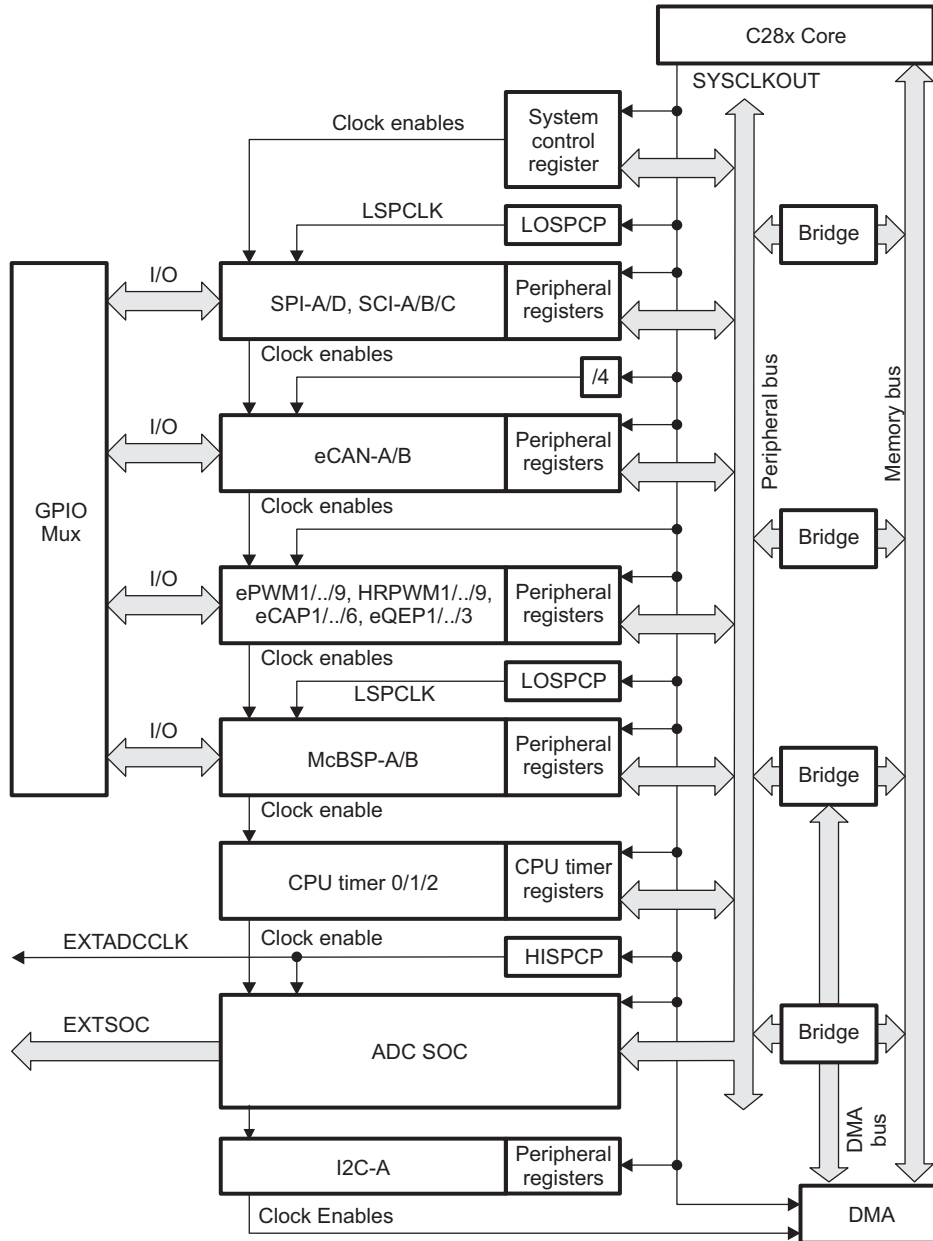 C28x Core
SYSCLKOUT
Clock enables
System
control
register
LSPCLK
LOSPCP
Bridge
I/O
SPI-A/D, SCI-A/B/C
Peripheral
registers
Clock enables
/4
Peripheral bus
Memory bus
I/O
eCAN-A/B
Peripheral
registers
GPIO
Mux
Clock enables
Bridge
I/O
ePWM1/../9, HRPWM1/../9,
eCAP1/../6, eQEP1/../3
Peripheral
registers
Clock enables
LSPCLK
LOSPCP
I/O
McBSP-A/B
Peripheral
registers
Bridge
Clock enable
CPU timer 0/1/2
CPU timer
registers
EXTADCCLK
Clock enable
HISPCP
EXTSOC
ADC SOC
Bridge
DMA
bus
I2C-A
Peripheral
registers
Clock Enables
DMA